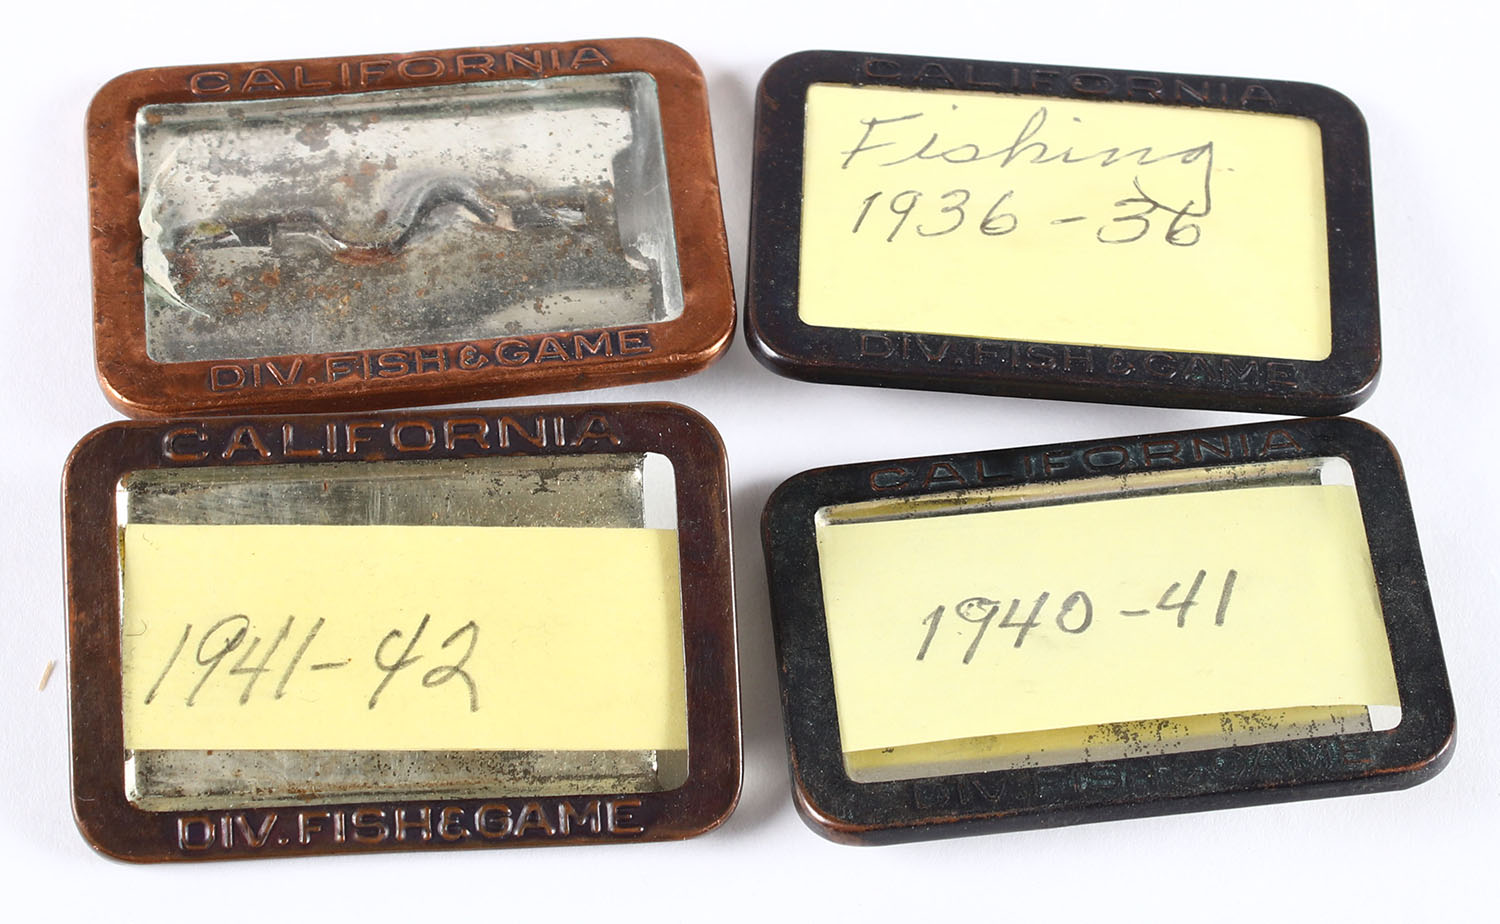 CALIFORNIA
DIV. FISH & GAME
CALIFORNIA
Fishing
1936-36
DIV. FISH & GAME
CALIFORNIA
1941-42
DIV. FISH & GAME
CALIFORNIA
1940-41
DIV. FISH & GAME